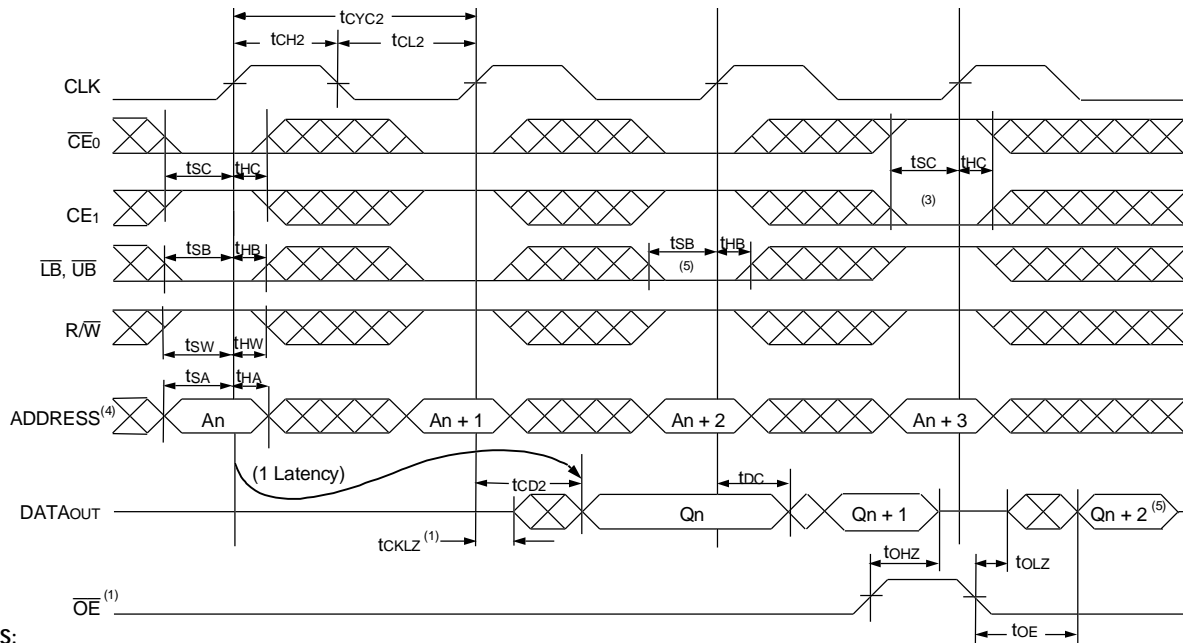 tCYC2
tCH2 tCL2
CLK
CE0
tSC tHC tSC tHC
CE1 (3)
tSB tHB tSB tHB
LB, UB (5)
R/W
tSW tHW
tSA tHA
ADDRESS(4) An An + 1 An + 2 An + 3
(1 Latency) tCD2 tDC
DATAOUT Qn Qn + 1 Qn + 2 (5)
tCKLZ (1)
tOHZ tOLZ
OE (1)
tOE
S: